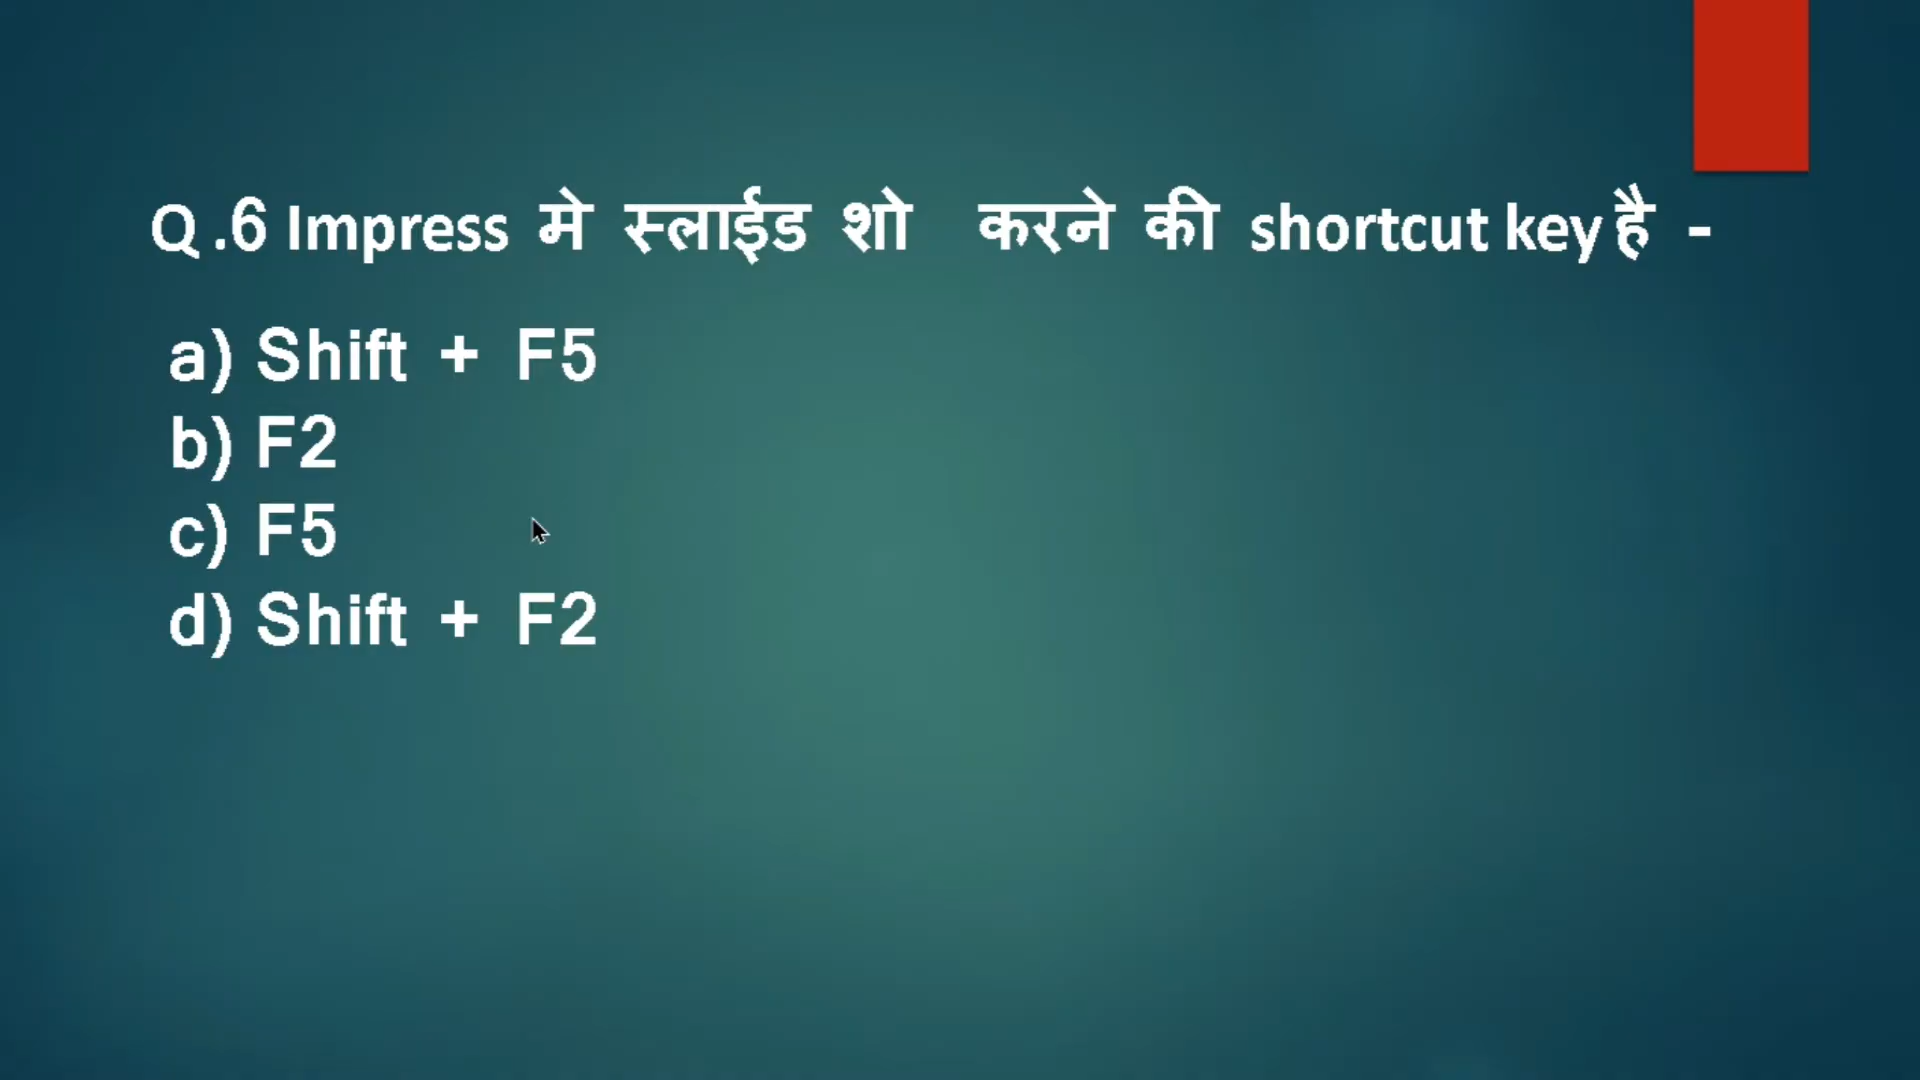 Q .6 Impress मे स्लाईड शो करने की shortcut key है -
a) Shift + F5
b) F2
c) F5
d) Shift + F2